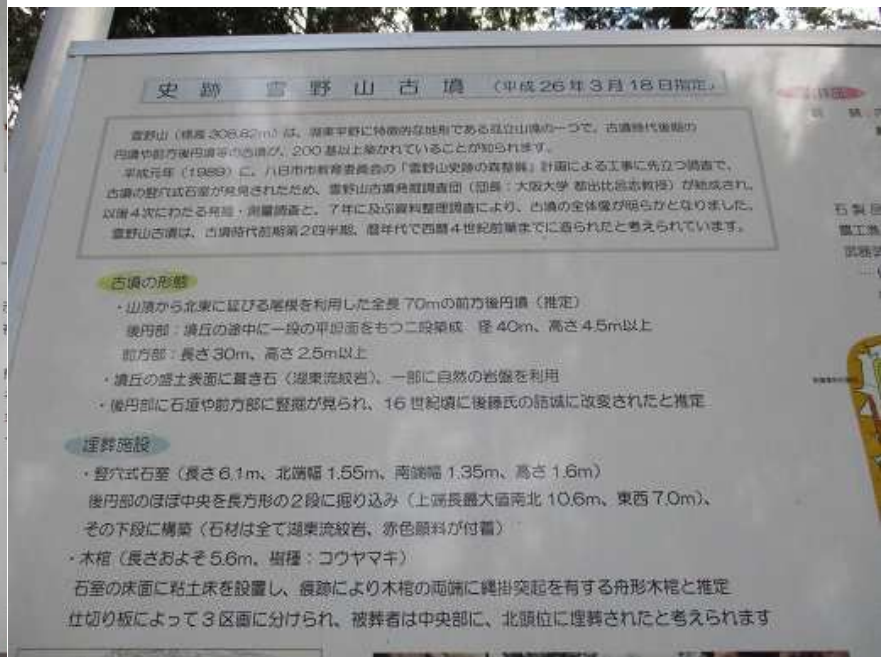 史跡 雪野山古墳 (平成26年3月18日指定)
雪野山(標高308.82m)は、湖東平野に特徴的な地形である孤立山塊の一つで、古墳時代後期の
円墳や前方後円墳等の古墳が、200基以上築かれていることが知られます。
平成元年(1989)に、八日市市教育委員会の「雪野山史跡の森整備」計画による工事に先立つ調査で、
古墳の竪穴式石室が発見されたため、雪野山古墳発掘調査団(団長:大阪大学 都出比呂志教授)が結成され、
以後4次にわたる発掘・測量調査と、7年に及ぶ資料整理調査により、古墳の全体像が明らかとなりました。
雪野山古墳は、古墳時代前期第2四半期、暦年代で西暦4世紀前葉までに造られたと考えられています。
古墳の形態
・山頂から北東に延びる尾根を利用した全長70mの前方後円墳(推定)
後円部:墳丘の途中に一段の平坦面をもつ二段築成 径40m、高さ4.5m以上
前方部:長さ30m、高さ2.5m以上
・墳丘の盛土表面に葺き石(湖東流紋岩)、一部に自然の岩盤を利用
・後円部に石垣や前方部に竪掘が見られ、16世紀頃に後藤氏の詰城に改変されたと推定
埋葬施設
・竪穴式石室(長さ6.1m、北端幅1.55m、南端幅1.35m、高さ1.6m)
後円部のほぼ中央を長方形の2段に掘り込み(上端長最大値南北10.6m、東西7.0m)、
その下段に構築(石材は全て湖東流紋岩、赤色顔料が付着)
・木棺(長さおよそ5.6m、樹種:コウヤマキ)
石室の床面に粘土床を設置し、痕跡により木棺の両端に縄掛突起を有する舟形木棺と推定
仕切り板によって3区画に分けられ、被葬者は中央部に、北頭位に埋葬されたと考えられます
石製品